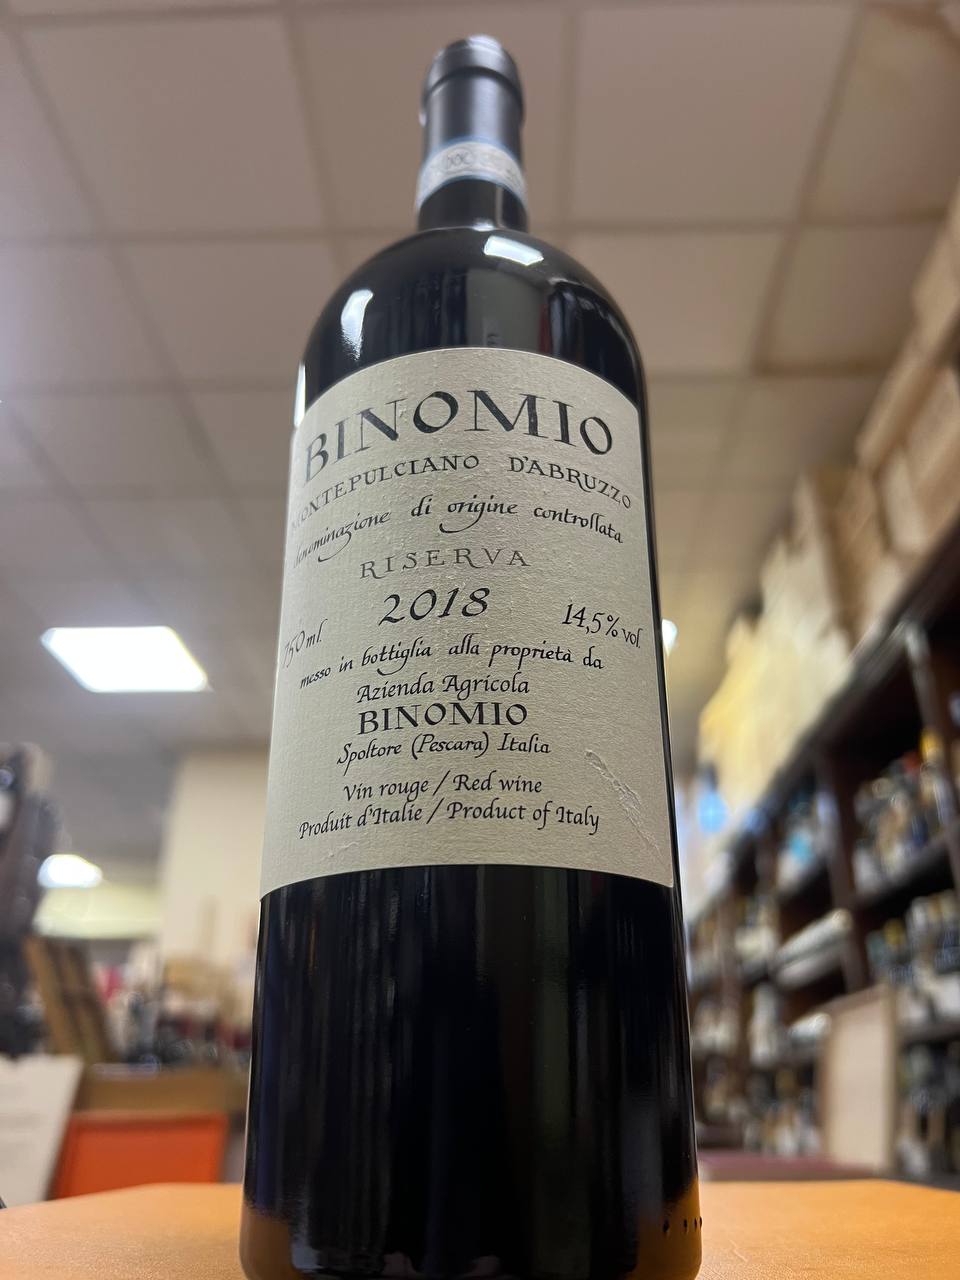 BINOMIO
MONTEPULCIANO D'ABRUZZO
denominazione di origine controllata
RISERVA
2018
750 ml. 14,5% vol.
messo in bottiglia alla proprietà da
Azienda Agricola
BINOMIO
Spoltore (Pescara) Italia
Vin rouge / Red wine
Produit d'Italie / Product of Italy